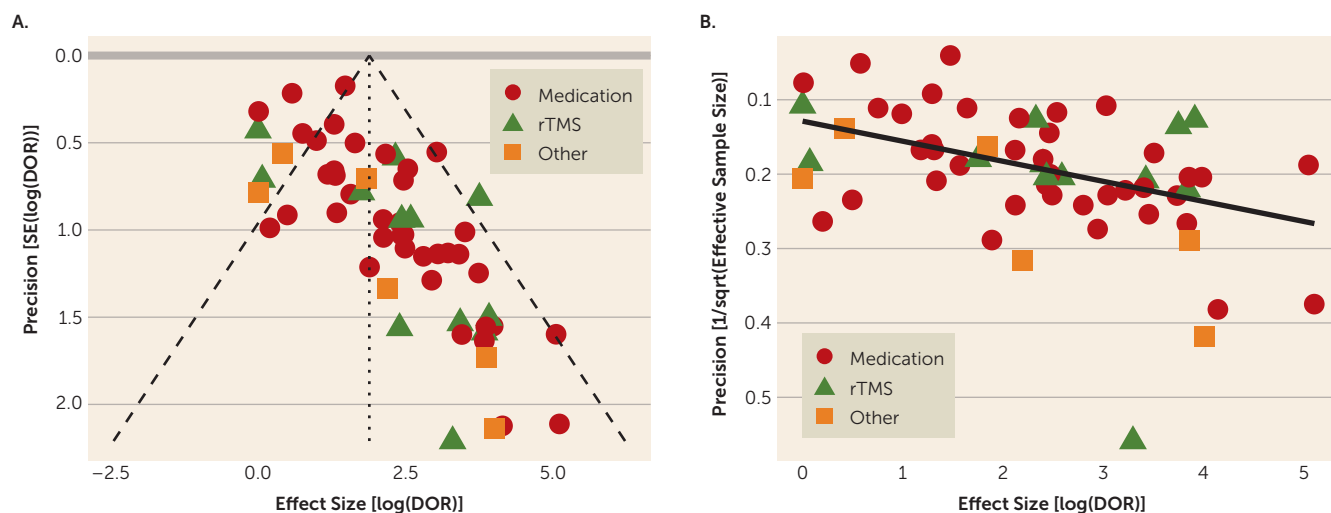 A.
Precision [SE(log(DOR))]
0.0
0.5
1.0
1.5
2.0
Medication
rTMS
Other
−2.5
0.0
2.5
5.0
Effect Size [log(DOR)]
B.
Precision [1/sqrt(Effective Sample Size)]
0.1
0.2
0.3
0.4
0.5
Medication
rTMS
Other
0
1
2
3
4
5
Effect Size [log(DOR)]